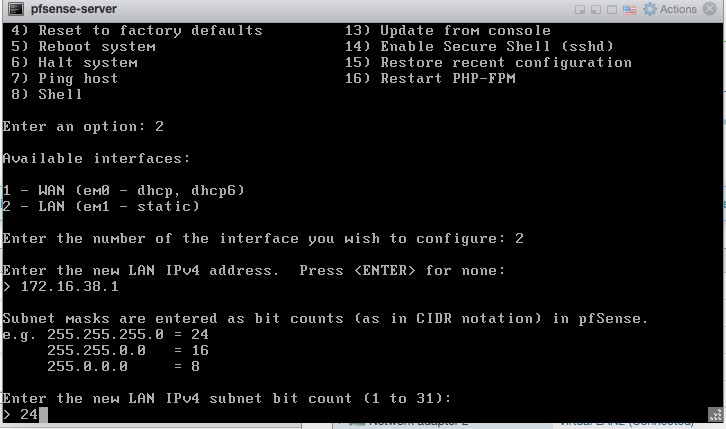 pfsense-server
Actions
4) Reset to factory defaults 13) Update from console
5) Reboot system 14) Enable Secure Shell (sshd)
6) Halt system 15) Restore recent configuration
7) Ping host 16) Restart PHP-FPM
8) Shell
Enter an option: 2
Available interfaces:
1 - WAN (em0 - dhcp, dhcp6)
2 - LAN (em1 - static)
Enter the number of the interface you wish to configure: 2
Enter the new LAN IPv4 address.  Press <ENTER> for none:
> 172.16.38.1
Subnet masks are entered as bit counts (as in CIDR notation) in pfSense.
e.g. 255.255.255.0 = 24
255.255.0.0 = 16
255.0.0.0 = 8
Enter the new LAN IPv4 subnet bit count (1 to 31):
> 24
Network adapter 2 Virtual LAN2 (Connected)